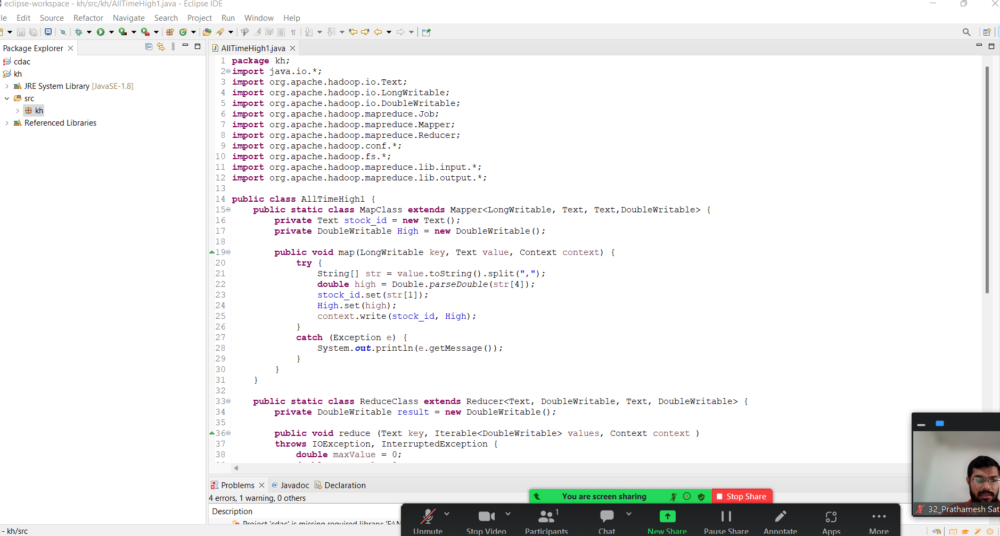 eclipse-workspace - kh/src/kh/AllTimeHigh1.java - Eclipse IDE
le Edit Source Refactor Navigate Search Project Run Window Help
Package Explorer
AllTimeHigh1.java
cdac
kh
JRE System Library [JavaSE-1.8]
src
kh
Referenced Libraries
1 package kh;
2 import java.io.*;
3 import org.apache.hadoop.io.Text;
4 import org.apache.hadoop.io.LongWritable;
5 import org.apache.hadoop.io.DoubleWritable;
6 import org.apache.hadoop.mapreduce.Job;
7 import org.apache.hadoop.mapreduce.Mapper;
8 import org.apache.hadoop.mapreduce.Reducer;
9 import org.apache.hadoop.conf.*;
10 import org.apache.hadoop.fs.*;
11 import org.apache.hadoop.mapreduce.lib.input.*;
12 import org.apache.hadoop.mapreduce.lib.output.*;
13
14 public class AllTimeHigh1 {
15 public static class MapClass extends Mapper<LongWritable, Text, Text,DoubleWritable> {
16 private Text stock_id = new Text();
17 private DoubleWritable High = new DoubleWritable();
18
19 public void map(LongWritable key, Text value, Context context) {
20 try {
21 String[] str = value.toString().split(",");
22 double high = Double.parseDouble(str[4]);
23 stock_id.set(str[1]);
24 High.set(high);
25 context.write(stock_id, High);
26 }
27 catch (Exception e) {
28 System.out.println(e.getMessage());
29 }
30 }
31 }
32
33 public static class ReduceClass extends Reducer<Text, DoubleWritable, Text, DoubleWritable> {
34 private DoubleWritable result = new DoubleWritable();
35
36 public void reduce (Text key, Iterable<DoubleWritable> values, Context context )
37 throws IOException, InterruptedException {
38 double maxValue = 0;
Problems @ Javadoc Declaration
4 errors, 1 warning, 0 others
Description
Project 'cdac' is missing required library: 'E:\
You are screen sharing
Stop Share
32_Prathamesh Sat
1
Unmute Stop Video Participants Chat New Share Pause Share Annotate Apps More
- kh/src